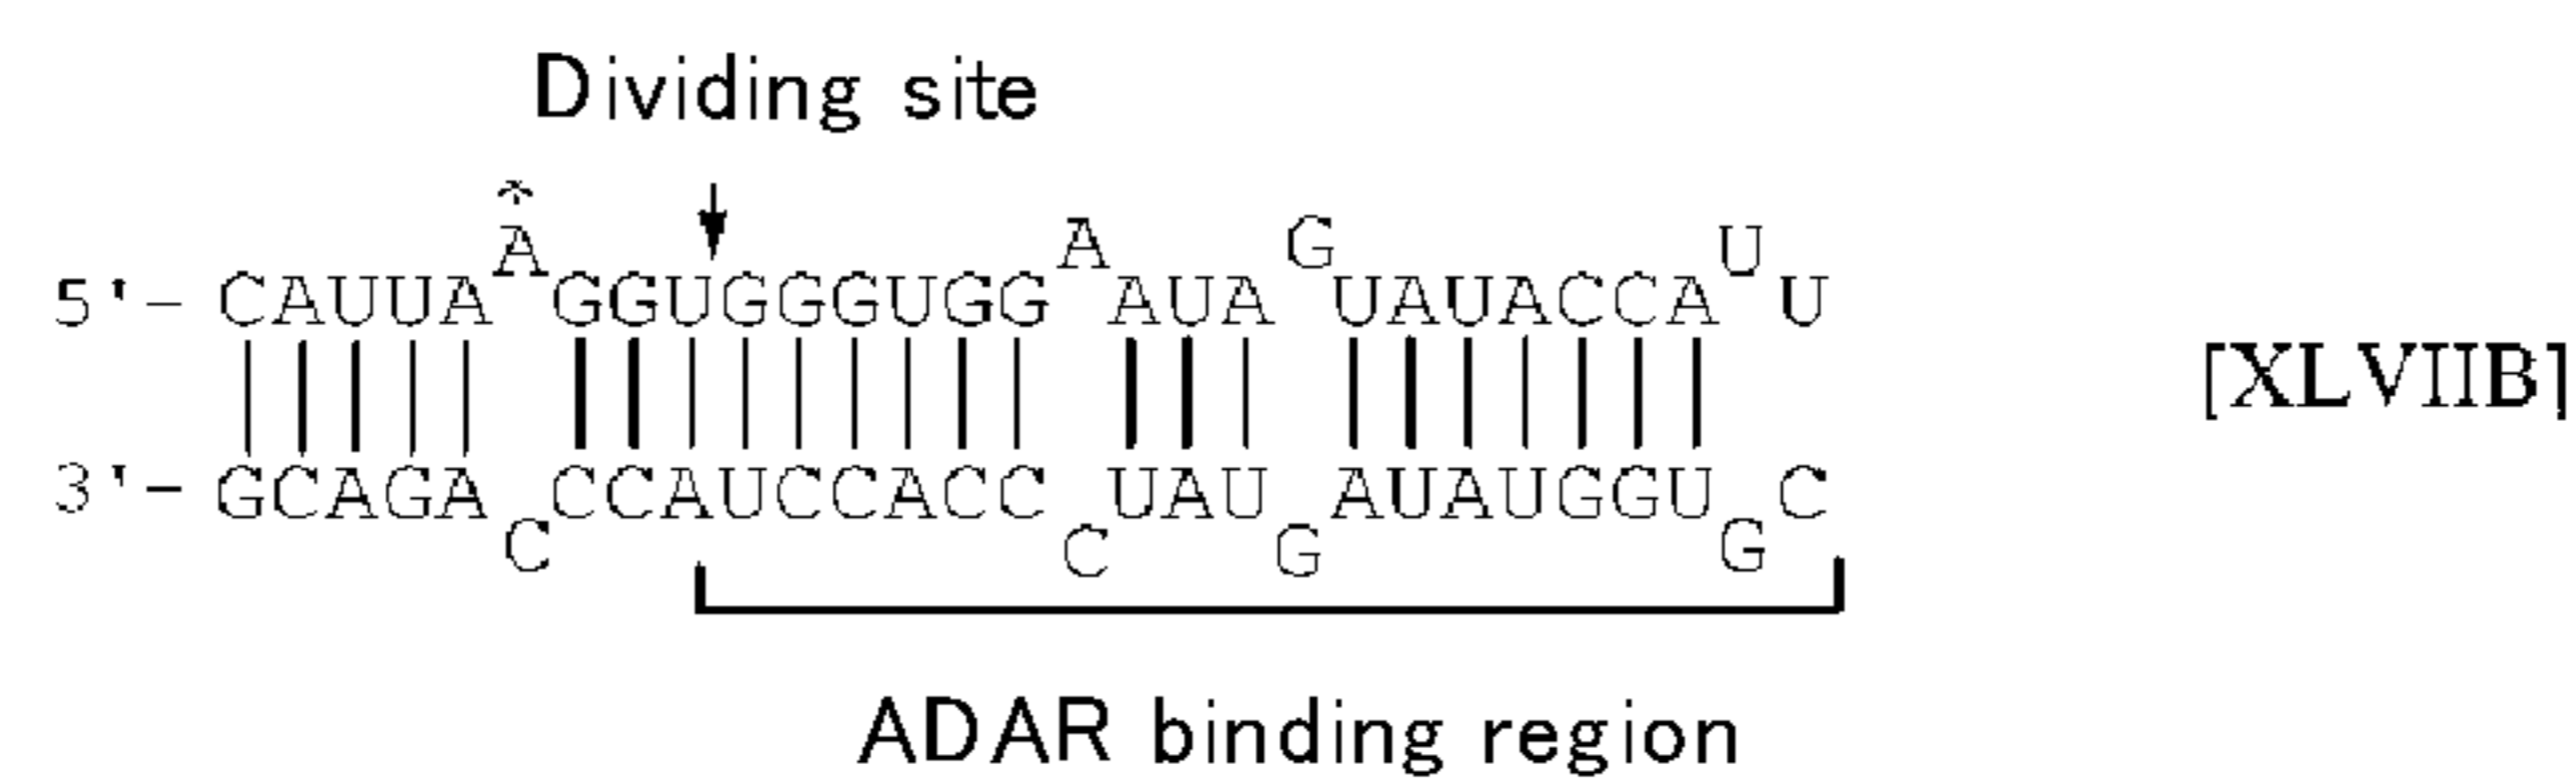 Dividing site
*
A A G U
5'- CAUUA GGUGGGUGG AUA UAUACCA U
[XLVIIB]
3'- GCAGA CCAUCCACC UAU AUAUGGU C
C C G G
ADAR binding region